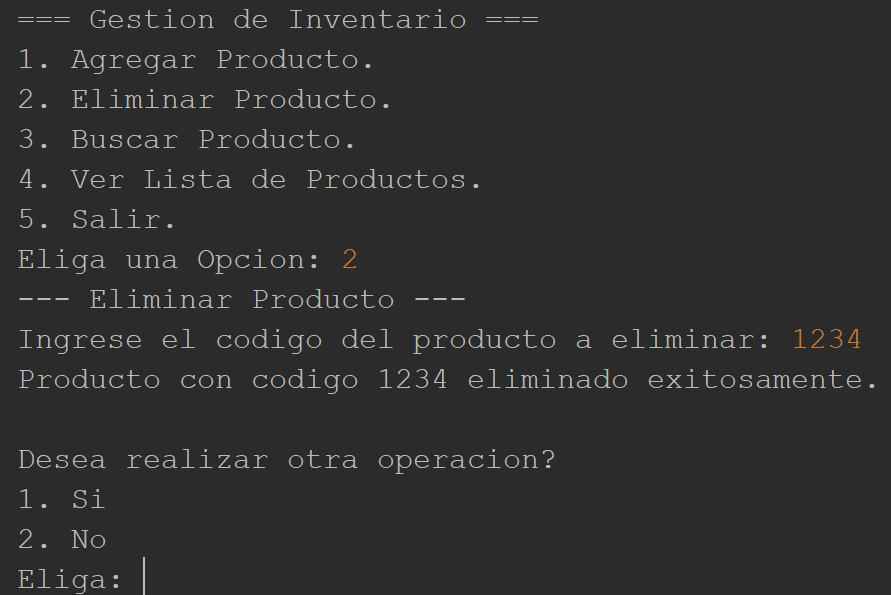 === Gestion de Inventario ===
1. Agregar Producto.
2. Eliminar Producto.
3. Buscar Producto.
4. Ver Lista de Productos.
5. Salir.
Eliga una Opcion: 2
--- Eliminar Producto ---
Ingrese el codigo del producto a eliminar: 1234
Producto con codigo 1234 eliminado exitosamente.
Desea realizar otra operacion?
1. Si
2. No
Eliga: